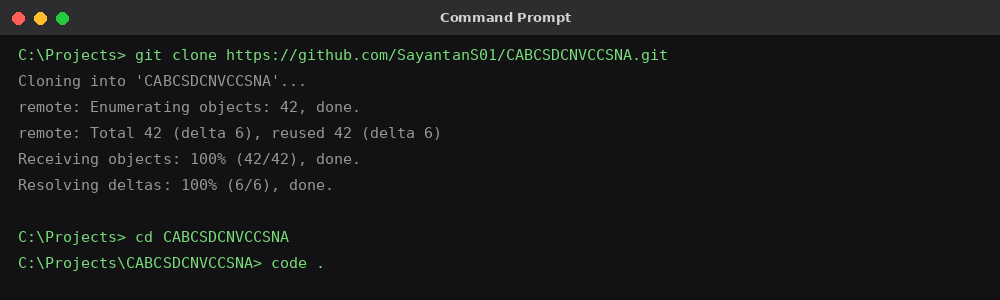 Command Prompt
C:\Projects> git clone https://github.com/SayantanS01/CABCSDCNVCCSNA.git
Cloning into 'CABCSDCNVCCSNA'...
remote: Enumerating objects: 42, done.
remote: Total 42 (delta 6), reused 42 (delta 6)
Receiving objects: 100% (42/42), done.
Resolving deltas: 100% (6/6), done.
C:\Projects> cd CABCSDCNVCCSNA
C:\Projects\CABCSDCNVCCSNA> code .